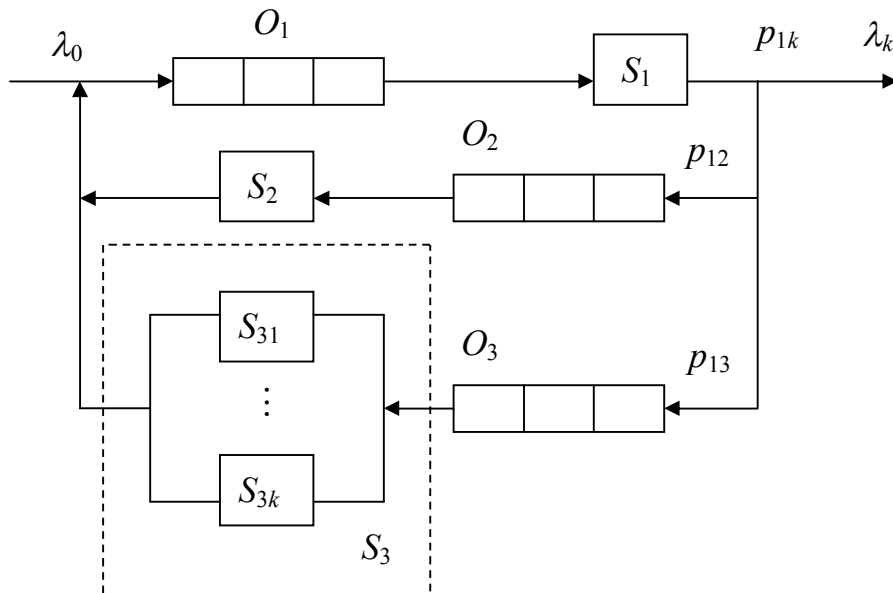 λ₀
O₁
S₁
p₁ₖ
λₖ
S₂
O₂
p₁₂
S₃₁
⋮
S₃ₖ
O₃
p₁₃
S₃